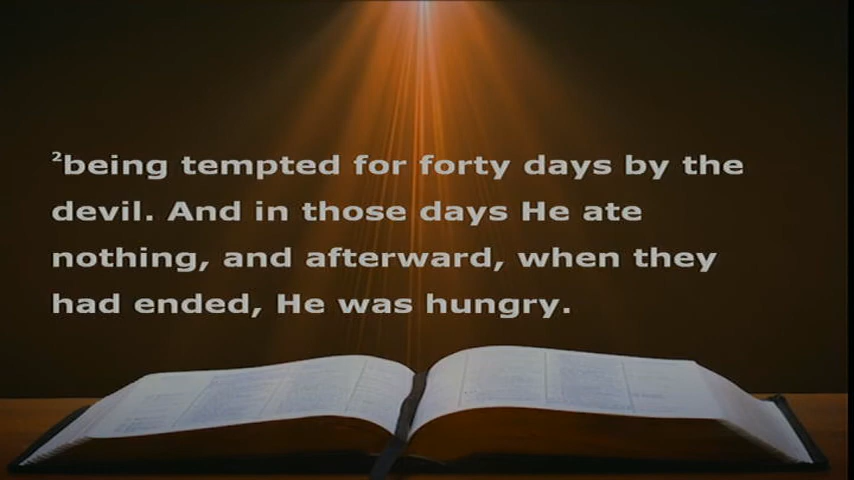 ²being tempted for forty days by the
devil. And in those days He ate
nothing, and afterward, when they
had ended, He was hungry.